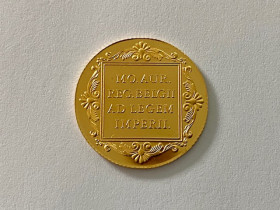 MO.AUR.
REG.BELGII
AD LEGEM
IMPERII.